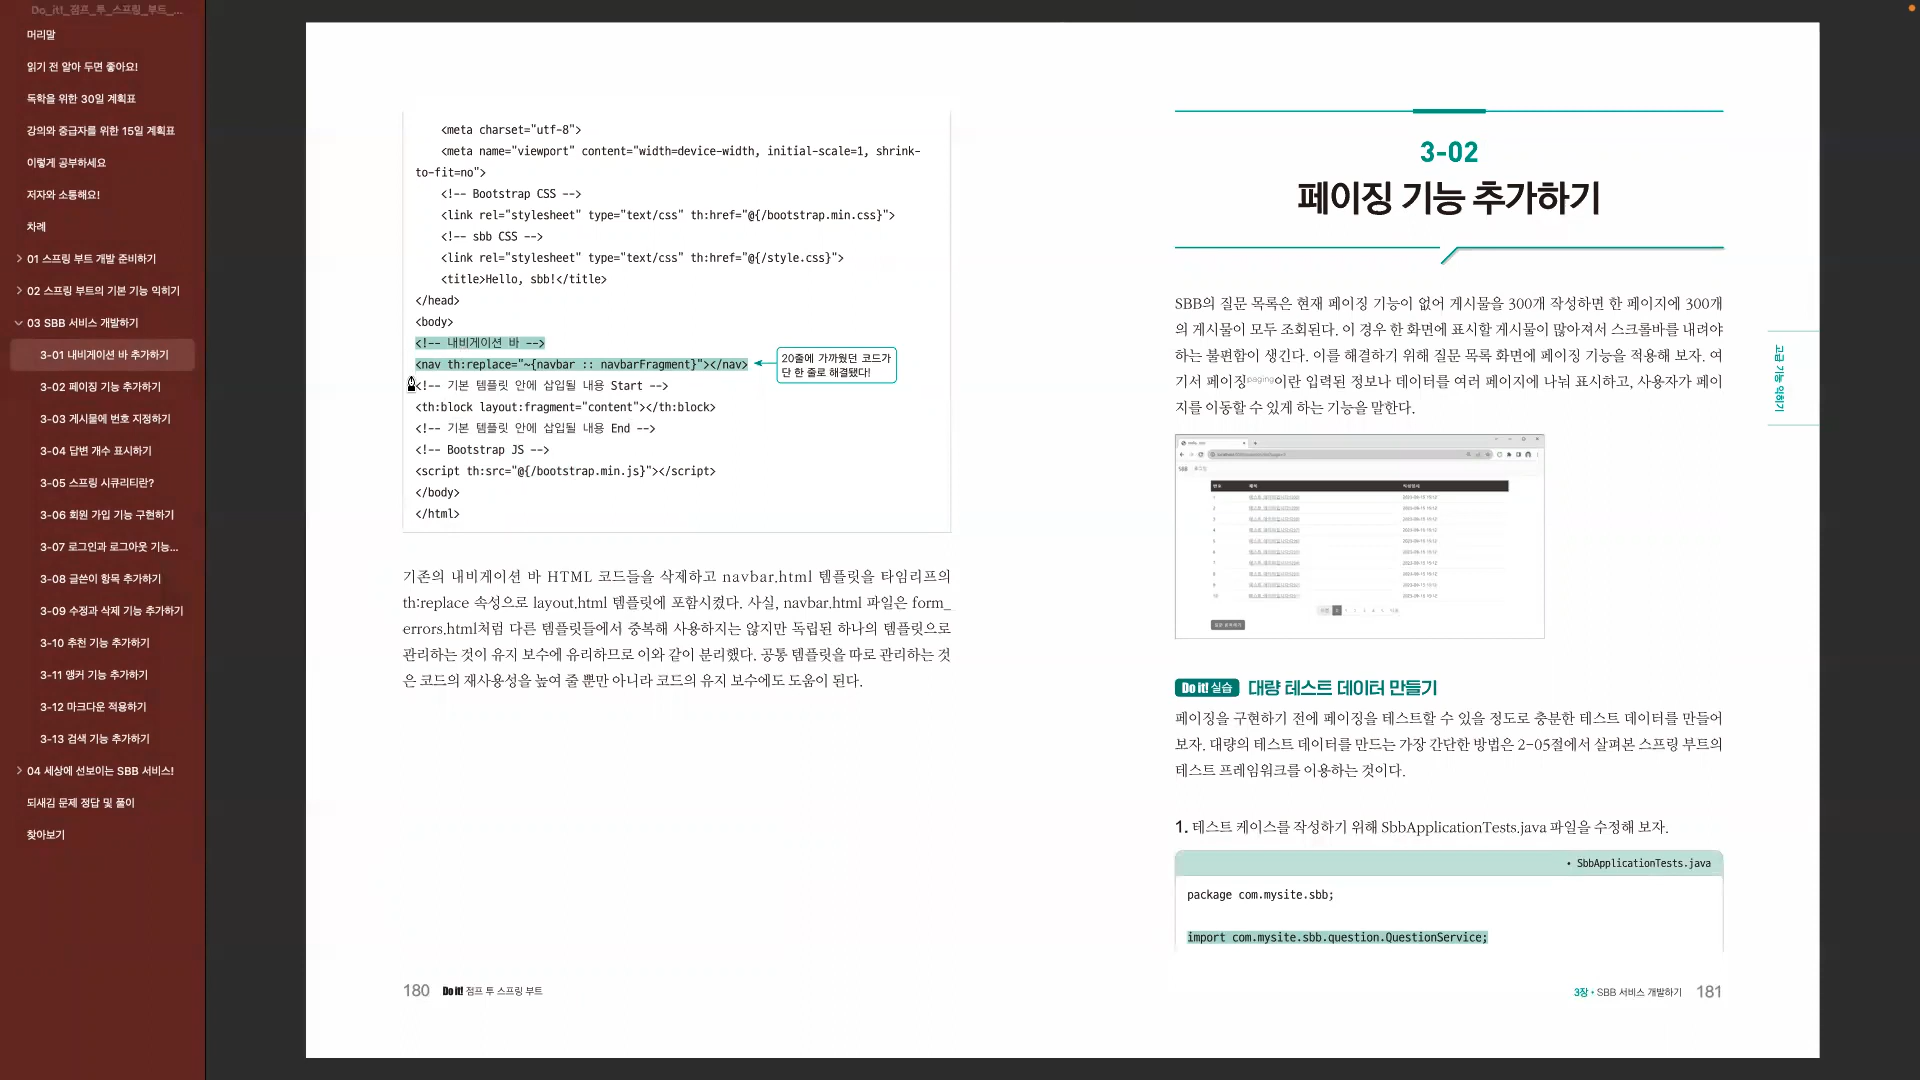 Do_it!_점프_투_스프링_부트_...
머리말
읽기 전 알아 두면 좋아요!
독학을 위한 30일 계획표
강의와 중급자를 위한 15일 계획표
이렇게 공부하세요
저자와 소통해요!
차례
01 스프링 부트 개발 준비하기
02 스프링 부트의 기본 기능 익히기
03 SBB 서비스 개발하기
3-01 내비게이션 바 추가하기
3-02 페이징 기능 추가하기
3-03 게시물에 번호 지정하기
3-04 답변 개수 표시하기
3-05 스프링 시큐리티란?
3-06 회원 가입 기능 구현하기
3-07 로그인과 로그아웃 기능...
3-08 글쓴이 항목 추가하기
3-09 수정과 삭제 기능 추가하기
3-10 추천 기능 추가하기
3-11 앵커 기능 추가하기
3-12 마크다운 적용하기
3-13 검색 기능 추가하기
04 세상에 선보이는 SBB 서비스!
되새김 문제 정답 및 풀이
찾아보기
<meta charset="utf-8">
<meta name="viewport" content="width=device-width, initial-scale=1, shrink-
to-fit=no">
<!-- Bootstrap CSS -->
<link rel="stylesheet" type="text/css" th:href="@{/bootstrap.min.css}">
<!-- sbb CSS -->
<link rel="stylesheet" type="text/css" th:href="@{/style.css}">
<title>Hello, sbb!</title>
</head>
<body>
<!-- 내비게이션 바 -->
<nav th:replace="~{navbar :: navbarFragment}"></nav>
20줄에 가까웠던 코드가
단 한 줄로 해결됐다!
<!-- 기본 템플릿 안에 삽입될 내용 Start -->
<th:block layout:fragment="content"></th:block>
<!-- 기본 템플릿 안에 삽입될 내용 End -->
<!-- Bootstrap JS -->
<script th:src="@{/bootstrap.min.js}"></script>
</body>
</html>
기존의 내비게이션 바 HTML 코드들을 삭제하고 navbar.html 템플릿을 타임리프의
th:replace 속성으로 layout.html 템플릿에 포함시켰다. 사실, navbar.html 파일은 form_
errors.html처럼 다른 템플릿들에서 중복해 사용하지는 않지만 독립된 하나의 템플릿으로
관리하는 것이 유지 보수에 유리하므로 이와 같이 분리했다. 공통 템플릿을 따로 관리하는 것
은 코드의 재사용성을 높여 줄 뿐만 아니라 코드의 유지 보수에도 도움이 된다.
180 Do it! 점프 투 스프링 부트
3-02
페이징 기능 추가하기
SBB의 질문 목록은 현재 페이징 기능이 없어 게시물을 300개 작성하면 한 페이지에 300개
의 게시물이 모두 조회된다. 이 경우 한 화면에 표시할 게시물이 많아져서 스크롤바를 내려야
하는 불편함이 생긴다. 이를 해결하기 위해 질문 목록 화면에 페이징 기능을 적용해 보자. 여
기서 페이징paging이란 입력된 정보나 데이터를 여러 페이지에 나눠 표시하고, 사용자가 페이
지를 이동할 수 있게 하는 기능을 말한다.
고급 기능 익히기
SBB
번호 제목 작성일시
Do it! 실습 대량 테스트 데이터 만들기
페이징을 구현하기 전에 페이징을 테스트할 수 있을 정도로 충분한 테스트 데이터를 만들어
보자. 대량의 테스트 데이터를 만드는 가장 간단한 방법은 2-05절에서 살펴본 스프링 부트의
테스트 프레임워크를 이용하는 것이다.
1. 테스트 케이스를 작성하기 위해 SbbApplicationTests.java 파일을 수정해 보자.
• SbbApplicationTests.java
package com.mysite.sbb;
import com.mysite.sbb.question.QuestionService;
3장 • SBB 서비스 개발하기 181